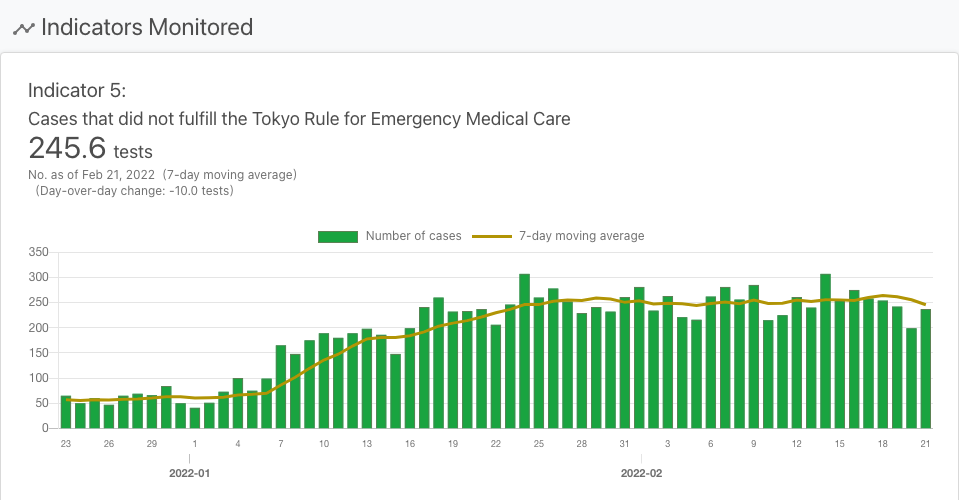 Indicators Monitored
Indicator 5:
Cases that did not fulfill the Tokyo Rule for Emergency Medical Care
245.6 tests
No. as of Feb 21, 2022 (7-day moving average)
(Day-over-day change: -10.0 tests)
Number of cases 7-day moving average
350
300
250
200
150
100
50
0
23 26 29 1 4 7 10 13 16 19 22 25 28 31 3 6 9 12 15 18 21
2022-01 2022-02